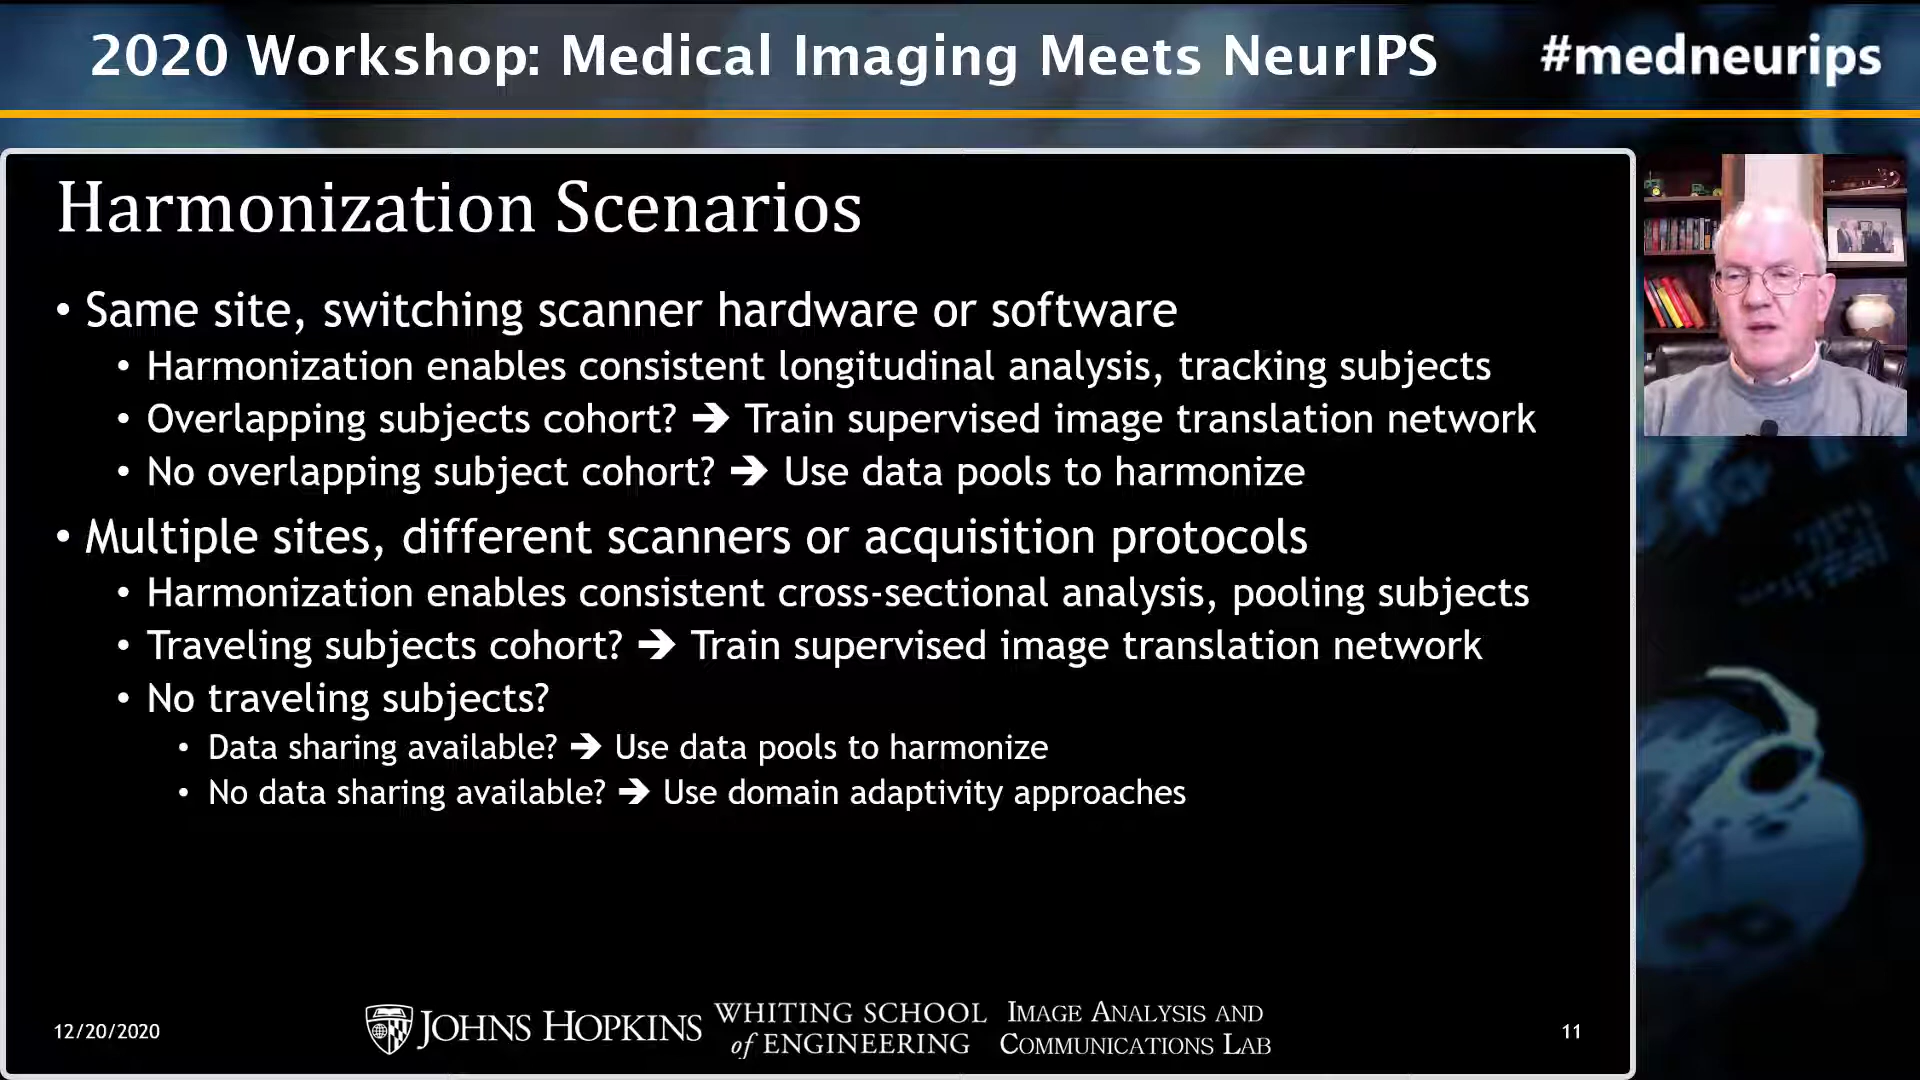 2020 Workshop: Medical Imaging Meets NeurIPS #medneurips
Harmonization Scenarios
• Same site, switching scanner hardware or software
• Harmonization enables consistent longitudinal analysis, tracking subjects
• Overlapping subjects cohort? ➔ Train supervised image translation network
• No overlapping subject cohort? ➔ Use data pools to harmonize
• Multiple sites, different scanners or acquisition protocols
• Harmonization enables consistent cross-sectional analysis, pooling subjects
• Traveling subjects cohort? ➔ Train supervised image translation network
• No traveling subjects?
• Data sharing available? ➔ Use data pools to harmonize
• No data sharing available? ➔ Use domain adaptivity approaches
12/20/2020
JOHNS HOPKINS
WHITING SCHOOL
of ENGINEERING
IMAGE ANALYSIS AND
COMMUNICATIONS LAB
11